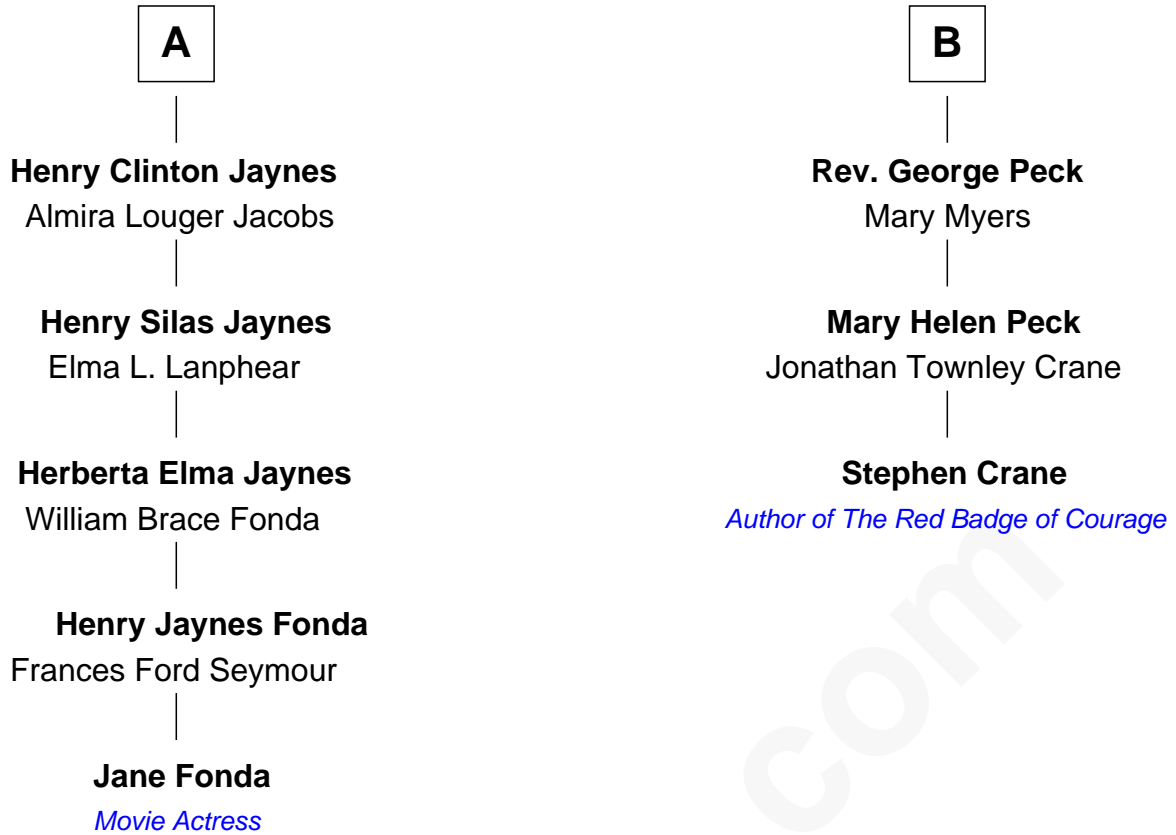 A
Henry Clinton Jaynes
Almira Louger Jacobs
Henry Silas Jaynes
Elma L. Lanphear
Herberta Elma Jaynes
William Brace Fonda
Henry Jaynes Fonda
Frances Ford Seymour
Jane Fonda
Movie Actress
B
Rev. George Peck
Mary Myers
Mary Helen Peck
Jonathan Townley Crane
Stephen Crane
Author of The Red Badge of Courage
com